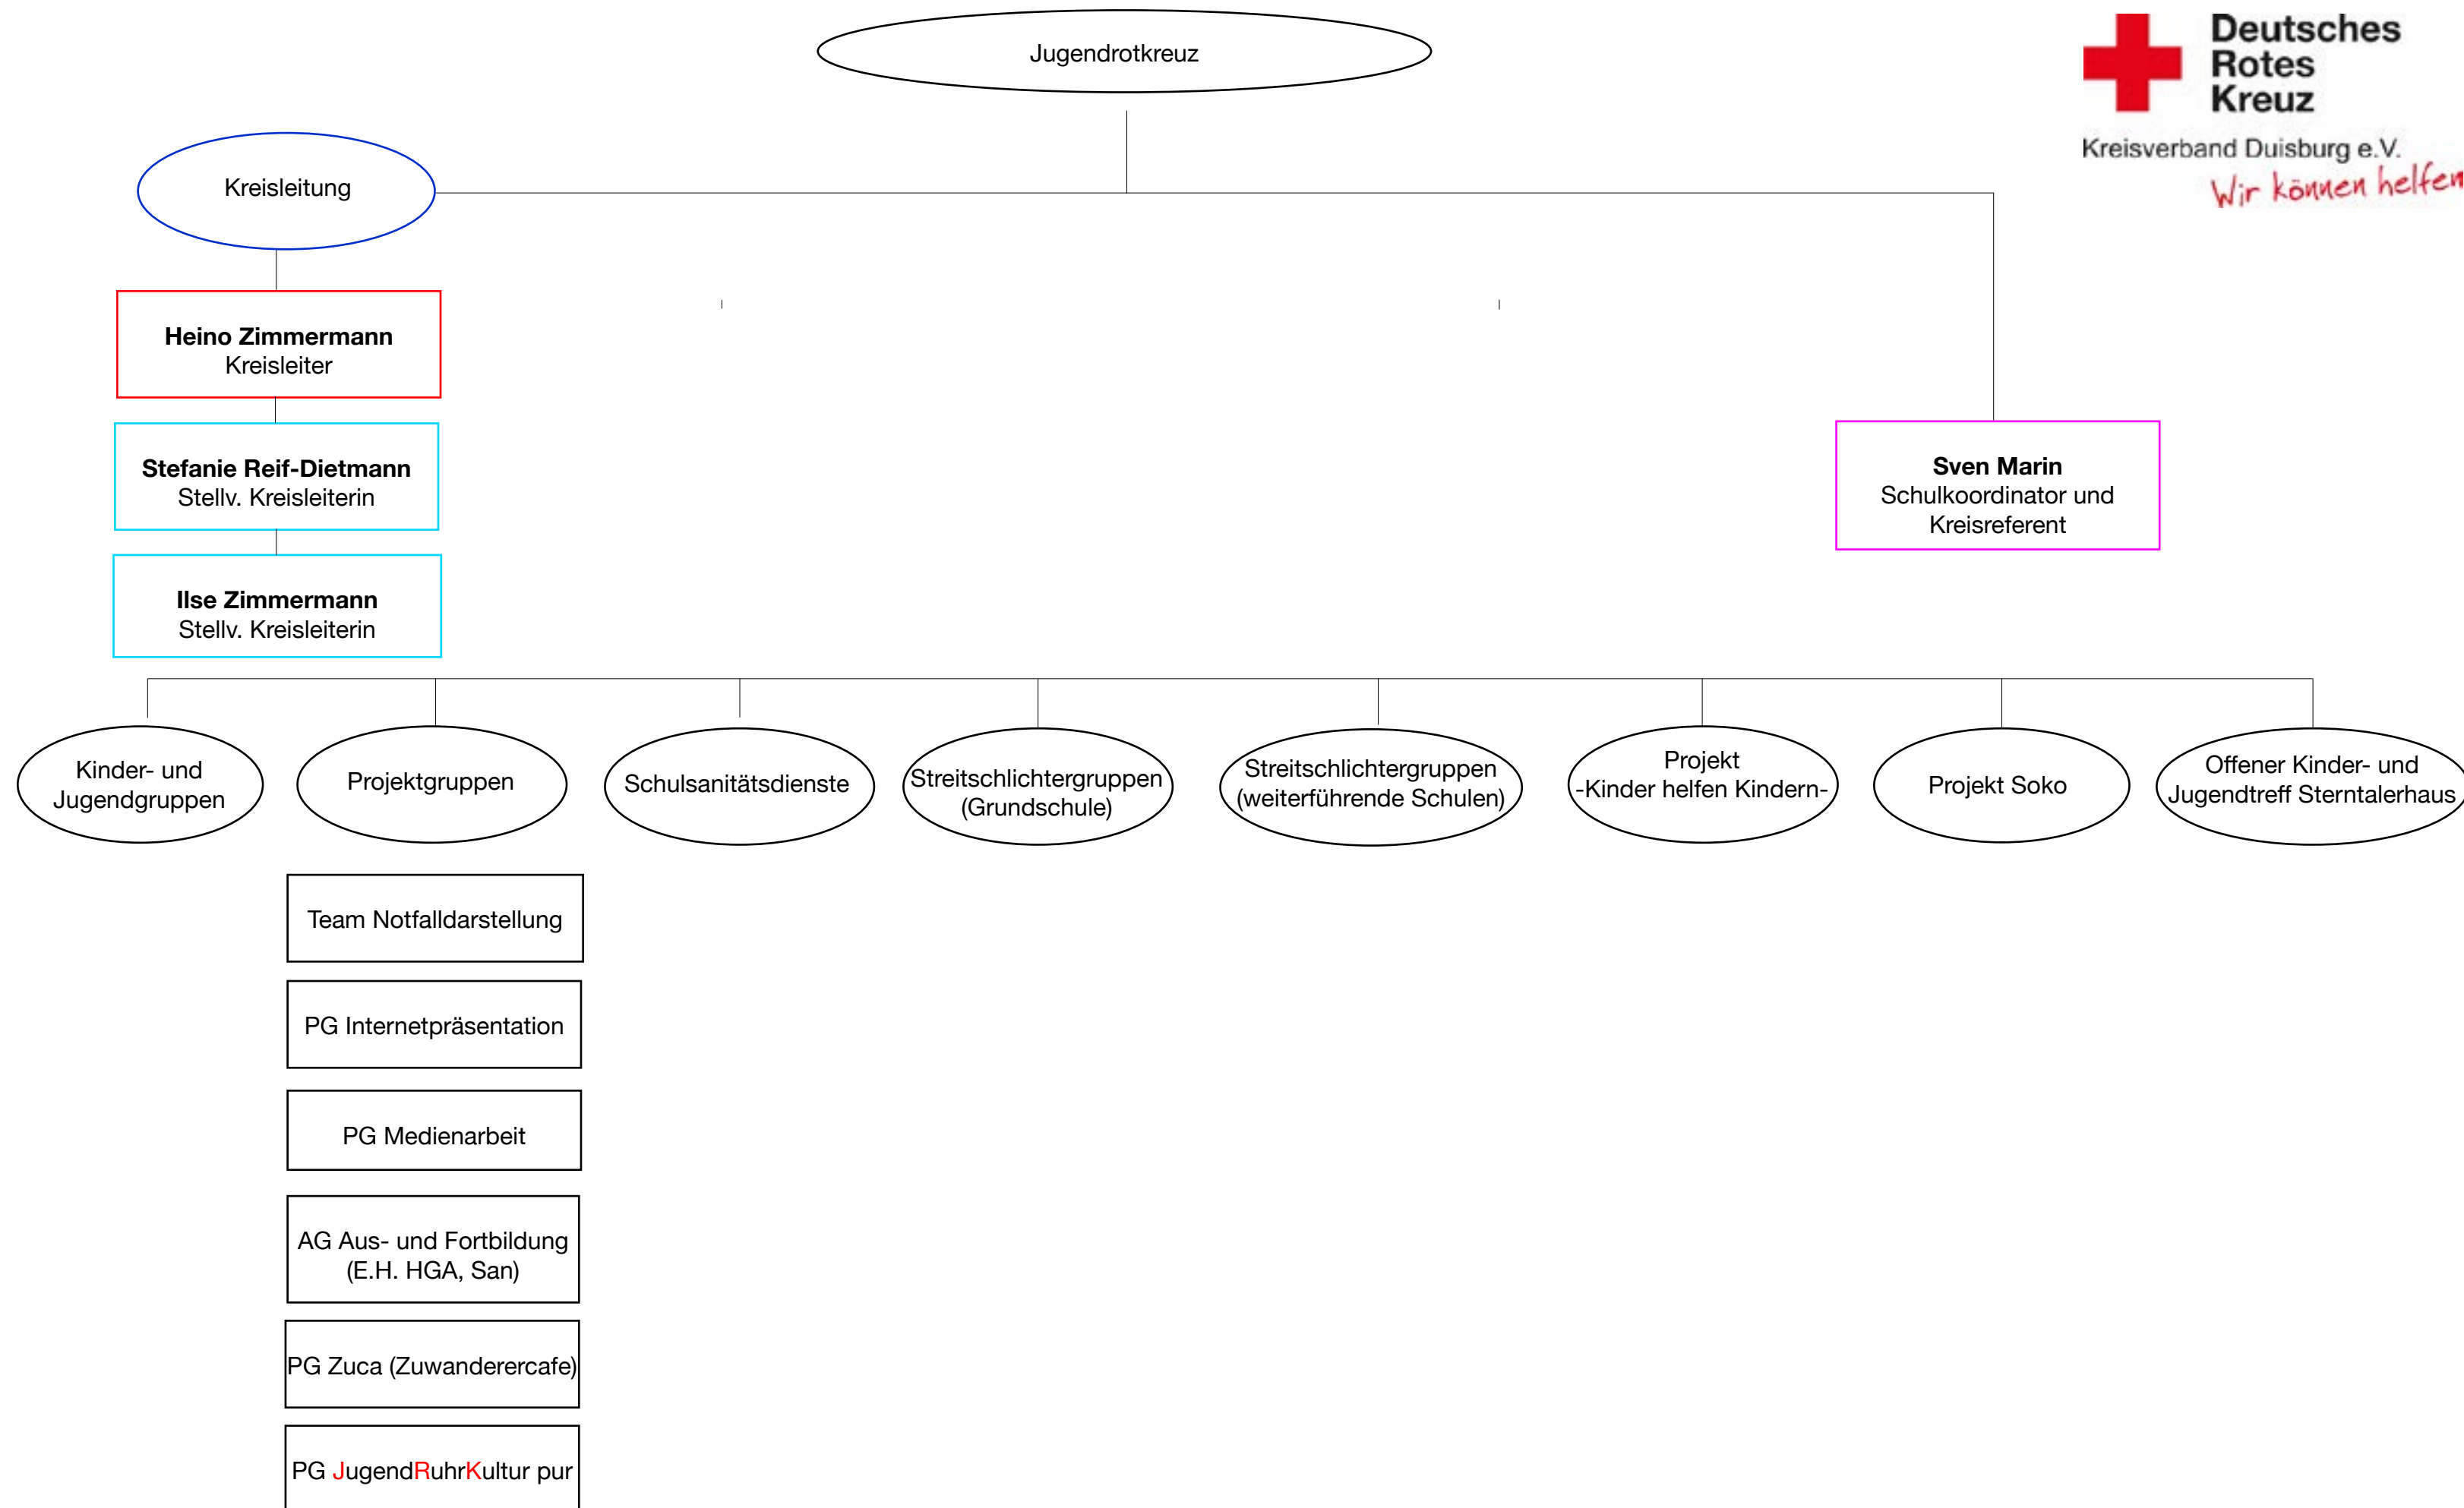 Jugendrotkreuz
Deutsches
Rotes
Kreuz
Kreisverband Duisburg e.V.
Wir können helfen
Kreisleitung
Heino Zimmermann
Kreisleiter
Stefanie Reif-Dietmann
Stellv. Kreisleiterin
Sven Marin
Schulkoordinator und
Kreisreferent
Ilse Zimmermann
Stellv. Kreisleiterin
Kinder- und
Jugendgruppen
Projektgruppen
Schulsanitätsdienste
Streitschlichtergruppen
(Grundschule)
Streitschlichtergruppen
(weiterführende Schulen)
Projekt
-Kinder helfen Kindern-
Projekt Soko
Offener Kinder- und
Jugendtreff Sterntalerhaus
Team Notfalldarstellung
PG Internetpräsentation
PG Medienarbeit
AG Aus- und Fortbildung
(E.H. HGA, San)
PG Zuca (Zuwanderercafe)
PG JugendRuhrKultur pur